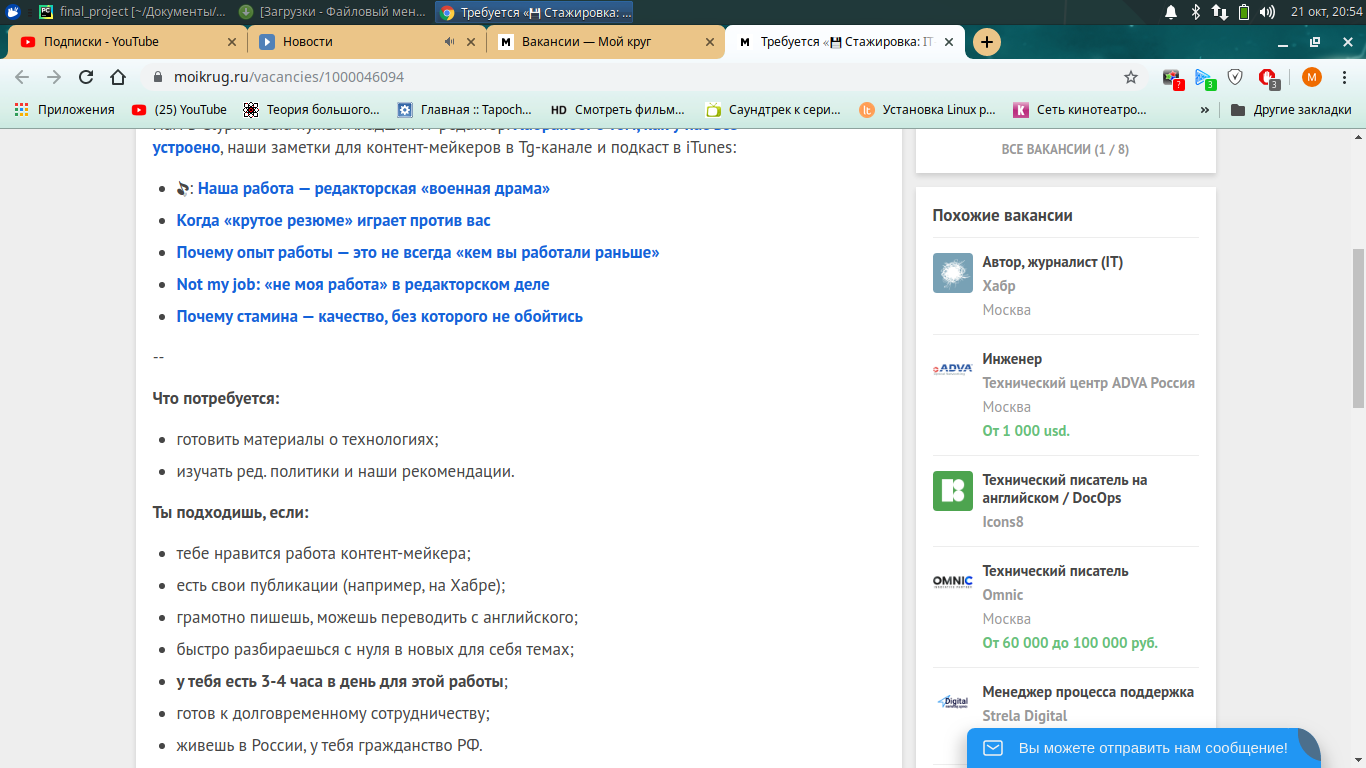 final_project [~/Документы/...
[Загрузки - Файловый мен...
Требуется «💾 Стажировка: ...
21 окт, 20:54
Подписки - YouTube
Новости
Вакансии — Мой круг
Требуется «💾 Стажировка: IT
moikrug.ru/vacancies/1000046094
? 3 3 M
Приложения
(25) YouTube
Теория большого...
Главная :: Tapoch...
HD Смотреть фильм...
Саундтрек к сери...
Установка Linux р...
Сеть кинотеатро...
»
Другие закладки
устроено, наши заметки для контент-мейкеров в Tg-канале и подкаст в iTunes:
: Наша работа — редакторская «военная драма»
Когда «крутое резюме» играет против вас
Почему опыт работы — это не всегда «кем вы работали раньше»
Not my job: «не моя работа» в редакторском деле
Почему стамина — качество, без которого не обойтись
--
Что потребуется:
готовить материалы о технологиях;
изучать ред. политики и наши рекомендации.
Ты подходишь, если:
тебе нравится работа контент-мейкера;
есть свои публикации (например, на Хабре);
грамотно пишешь, можешь переводить с английского;
быстро разбираешься с нуля в новых для себя темах;
у тебя есть 3-4 часа в день для этой работы;
готов к долговременному сотрудничеству;
живешь в России, у тебя гражданство РФ.
ВСЕ ВАКАНСИИ (1 / 8)
Похожие вакансии
Автор, журналист (IT)
Хабр
Москва
ADVA
Инженер
Технический центр ADVA Россия
Москва
От 1 000 usd.
Технический писатель на
английском / DocOps
Icons8
OMNIC
Технический писатель
Omnic
Москва
От 60 000 до 100 000 руб.
Digital
Менеджер процесса поддержка
Strela Digital
Вы можете отправить нам сообщение!